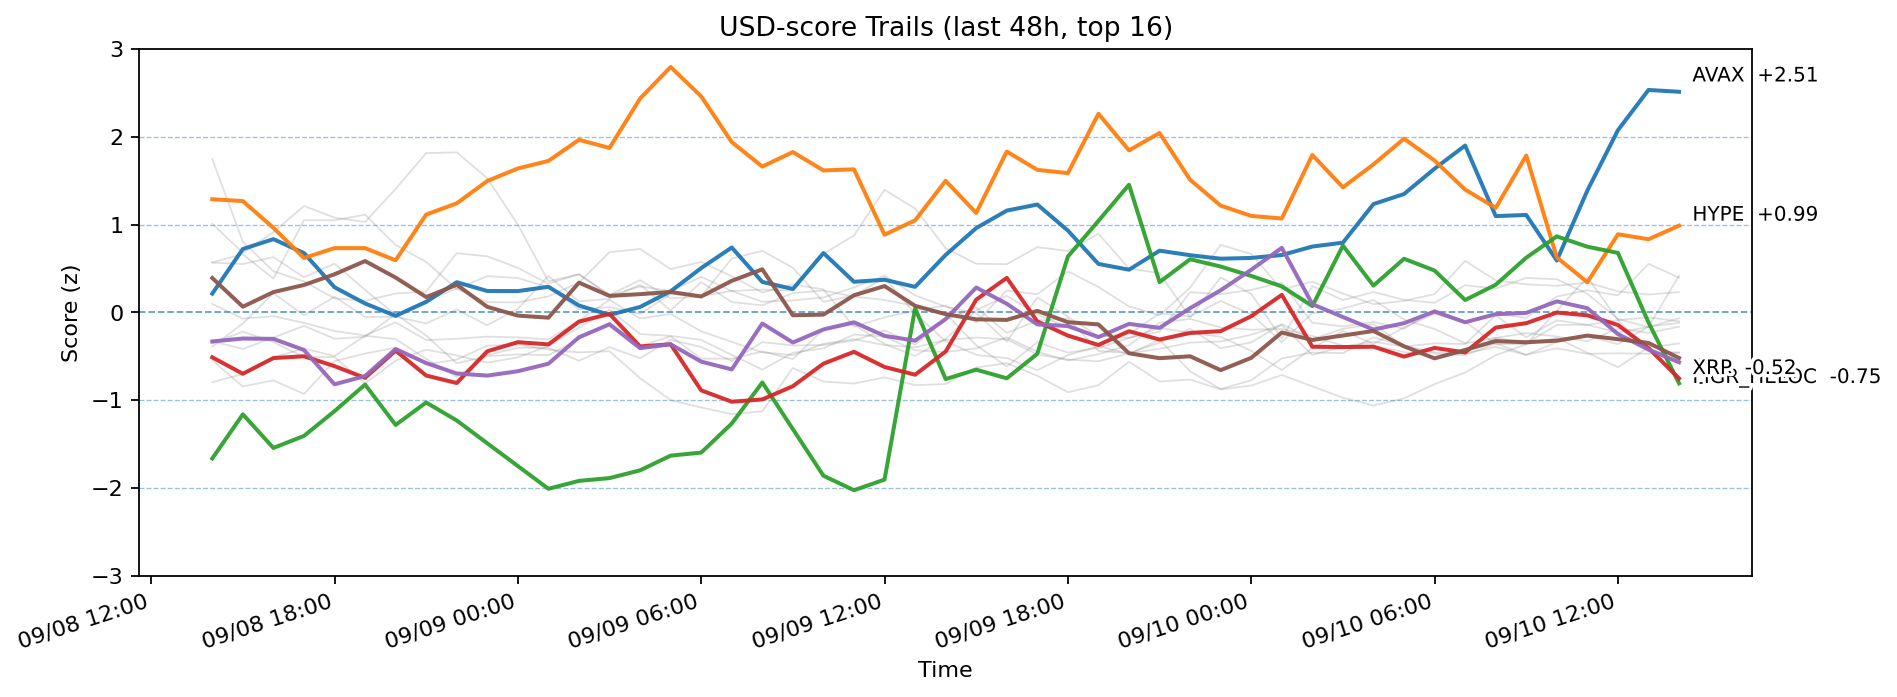 USD-score Trails (last 48h, top 16)
Score (z)
3
2
1
0
−1
−2
−3
AVAX +2.51
HYPE +0.99
XRP -0.52
-0.75
09/08 12:00
09/08 18:00
09/09 00:00
09/09 06:00
09/09 12:00
09/09 18:00
09/10 00:00
09/10 06:00
09/10 12:00
Time